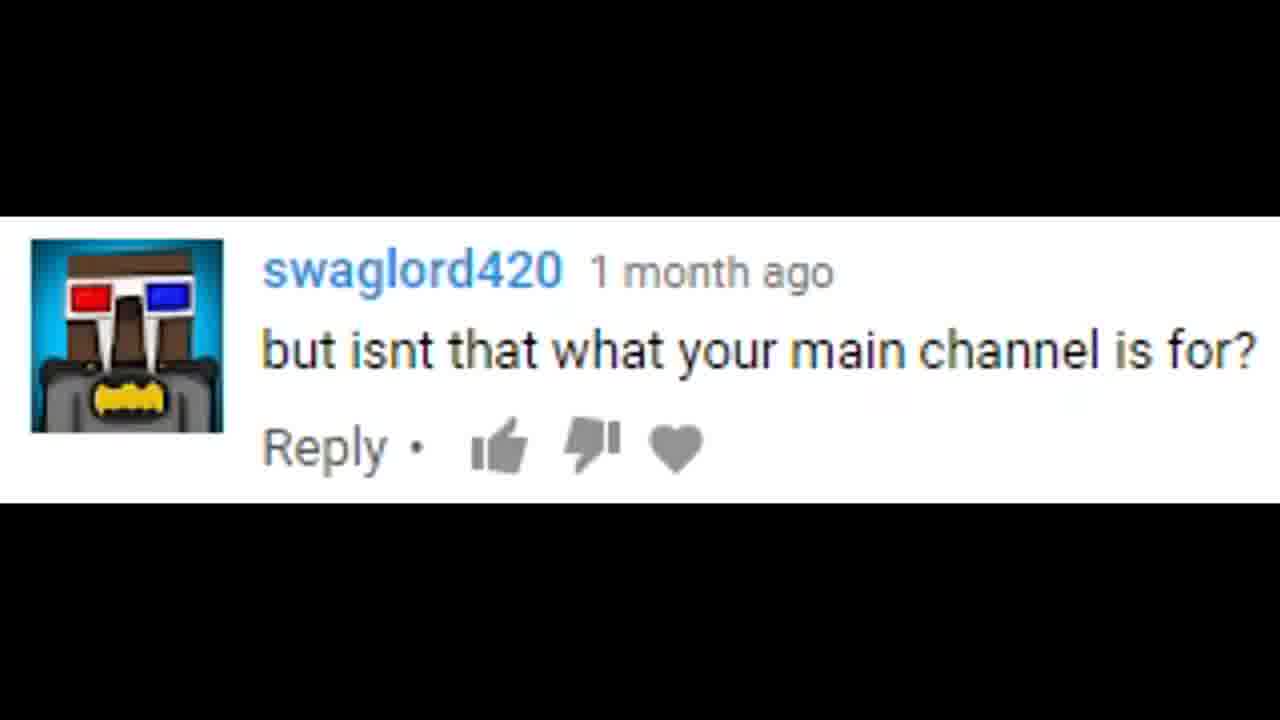 swaglord420 1 month ago
but isnt that what your main channel is for?
Reply •